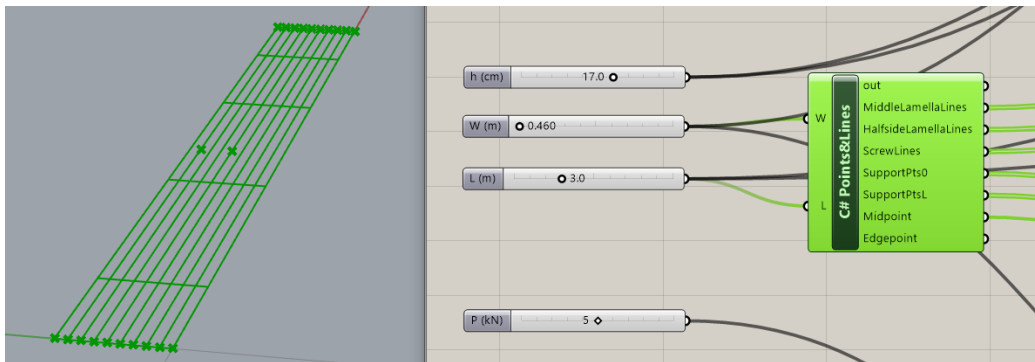 h (cm) 17.0
W (m) 0.460
L (m) 3.0
P (kN) 5
W
L
C# Points&Lines
out
MiddleLamellaLines
HalfsideLamellaLines
ScrewLines
SupportPts0
SupportPtsL
Midpoint
Edgepoint